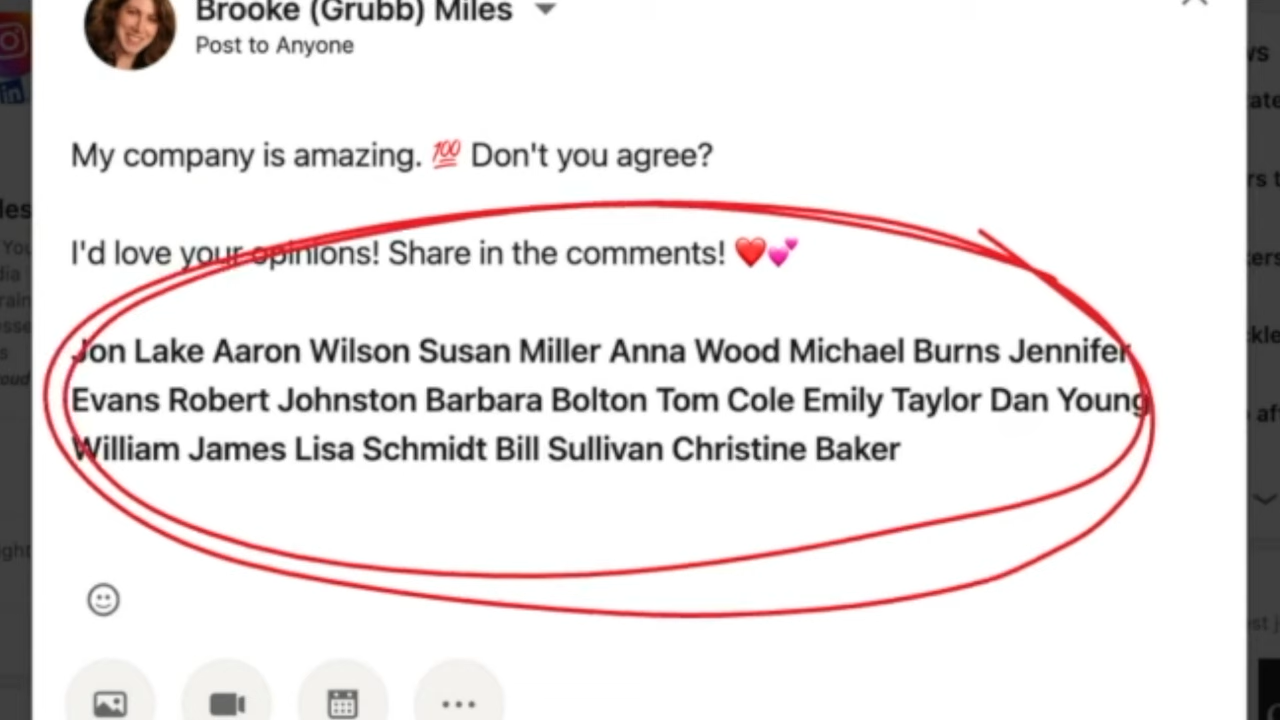 Brooke (Grubb) Miles
Post to Anyone
My company is amazing. 💯 Don't you agree?
I'd love your opinions! Share in the comments! ❤️💕
Jon Lake Aaron Wilson Susan Miller Anna Wood Michael Burns Jennifer
Evans Robert Johnston Barbara Bolton Tom Cole Emily Taylor Dan Young
William James Lisa Schmidt Bill Sullivan Christine Baker